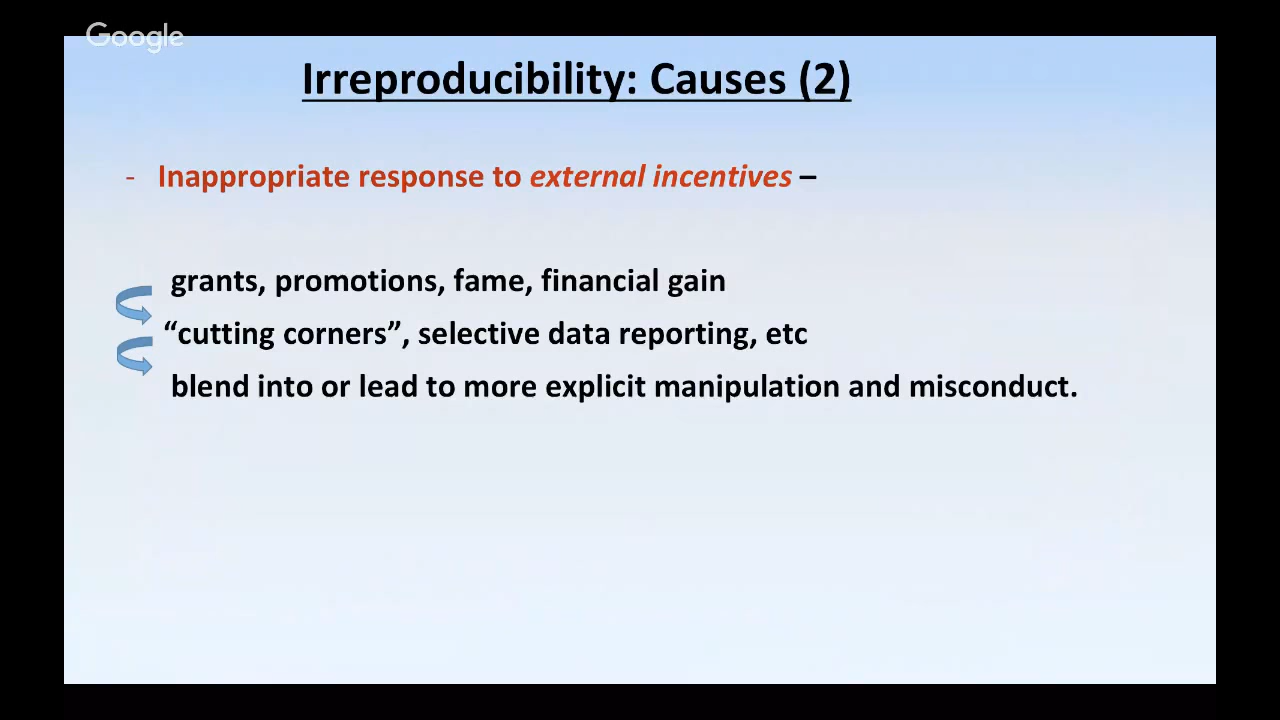 Google
Irreproducibility: Causes (2)
- Inappropriate response to external incentives –
grants, promotions, fame, financial gain
“cutting corners”, selective data reporting, etc
blend into or lead to more explicit manipulation and misconduct.